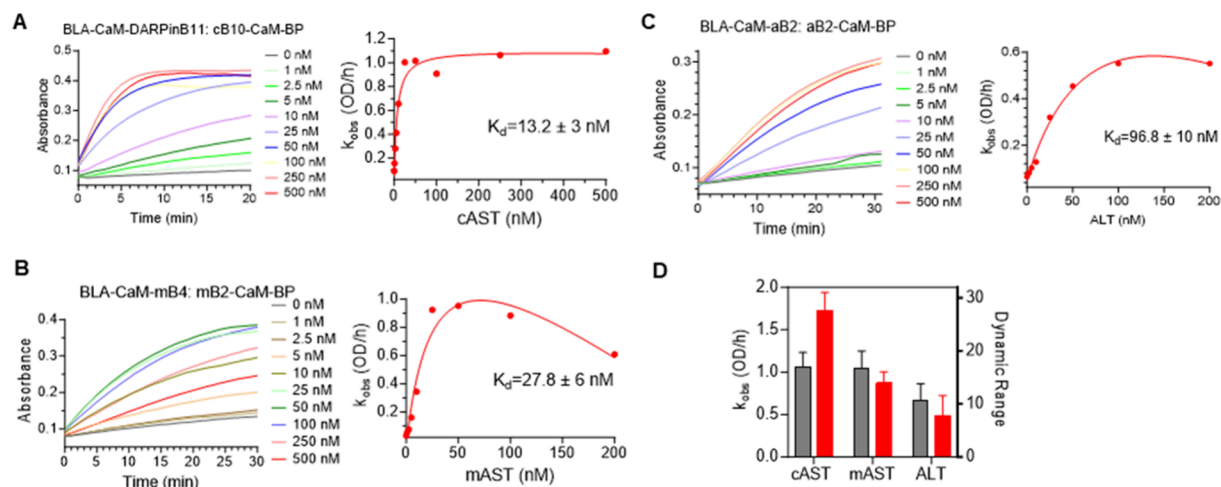 A
BLA-CaM-DARPinB11: cB10-CaM-BP
Absorbance
0.5
0.4
0.3
0.2
0.1
0 5 10 15 20
Time (min)
0 nM
1 nM
2.5 nM
5 nM
10 nM
25 nM
50 nM
100 nM
250 nM
500 nM
kobs (OD/h)
1.2
1.0
0.8
0.6
0.4
0.2
Kd=13.2 ± 3 nM
0 100 200 300 400 500
cAST (nM)
B
BLA-CaM-mB4: mB2-CaM-BP
Absorbance
0.4
0.3
0.2
0.1
0 5 10 15 20 25 30
Time (min)
0 nM
1 nM
2.5 nM
5 nM
10 nM
25 nM
50 nM
100 nM
250 nM
500 nM
kobs (OD/h)
1.0
0.8
0.6
0.4
0.2
Kd=27.8 ± 6 nM
0 50 100 150 200
mAST (nM)
C
BLA-CaM-aB2: aB2-CaM-BP
Absorbance
0.3
0.2
0.1
0 10 20 30
Time (min)
0 nM
1 nM
2.5 nM
5 nM
10 nM
25 nM
50 nM
100 nM
250 nM
500 nM
kobs (OD/h)
0.6
0.4
0.2
0.0
Kd=96.8 ± 10 nM
0 50 100 150 200
ALT (nM)
D
kobs (OD/h)
2.0
1.5
1.0
0.5
0.0
cAST mAST ALT
30
20
10
0
Dynamic Range